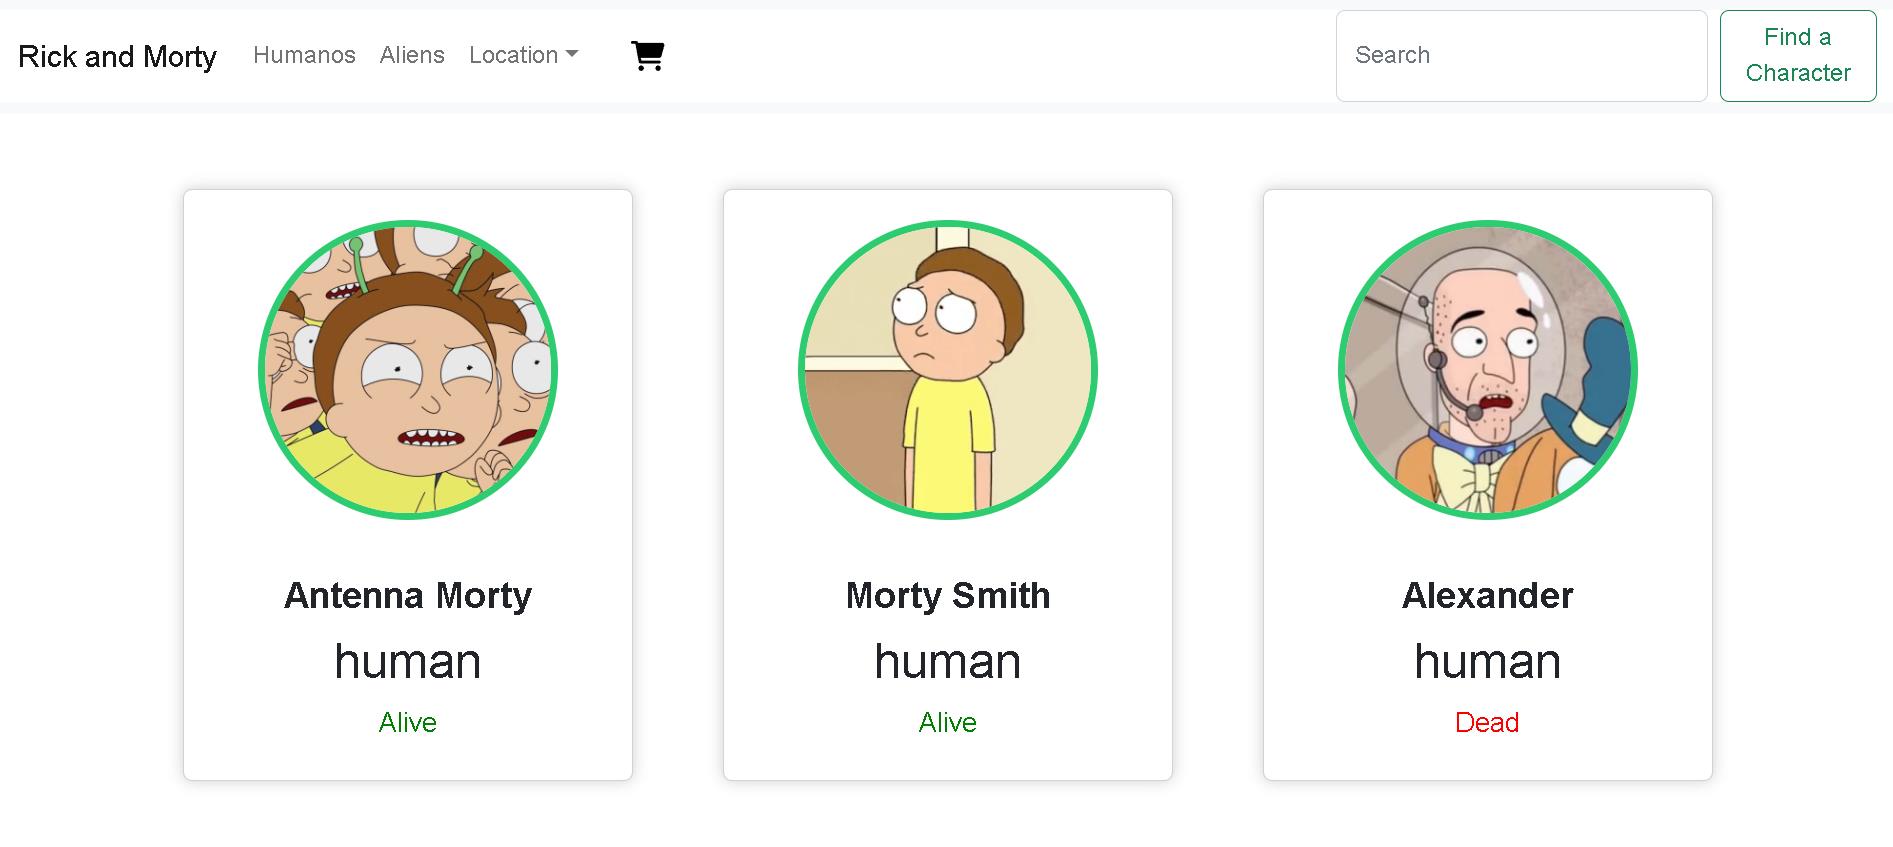 Rick and Morty Humanos Aliens Location Search Find a
Character
Antenna Morty
human
Alive
Morty Smith
human
Alive
Alexander
human
Dead